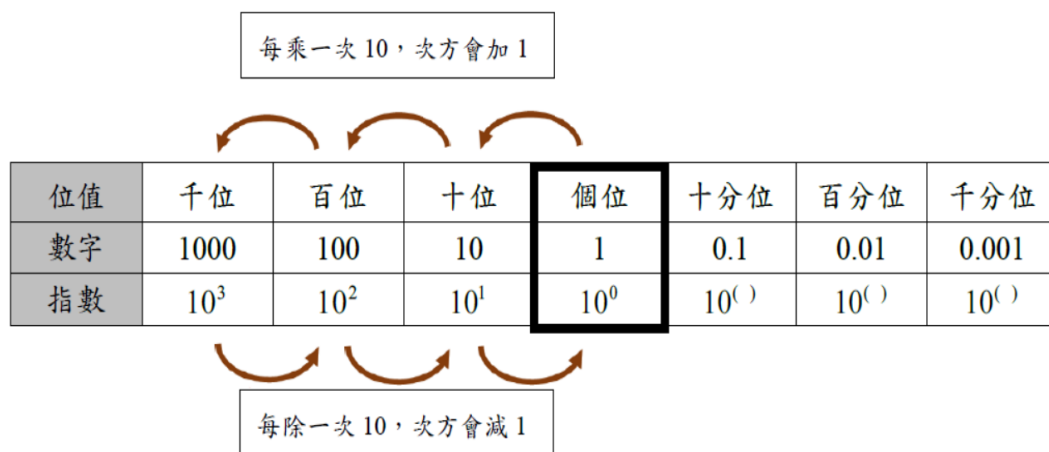 每乘一次 10，次方會加 1
位值 千位 百位 十位 個位 十分位 百分位 千分位
數字 1000 100 10 1 0.1 0.01 0.001
指數 10³ 10² 10¹ 10⁰ 10⁽ ⁾ 10⁽ ⁾ 10⁽ ⁾
每除一次 10，次方會減 1